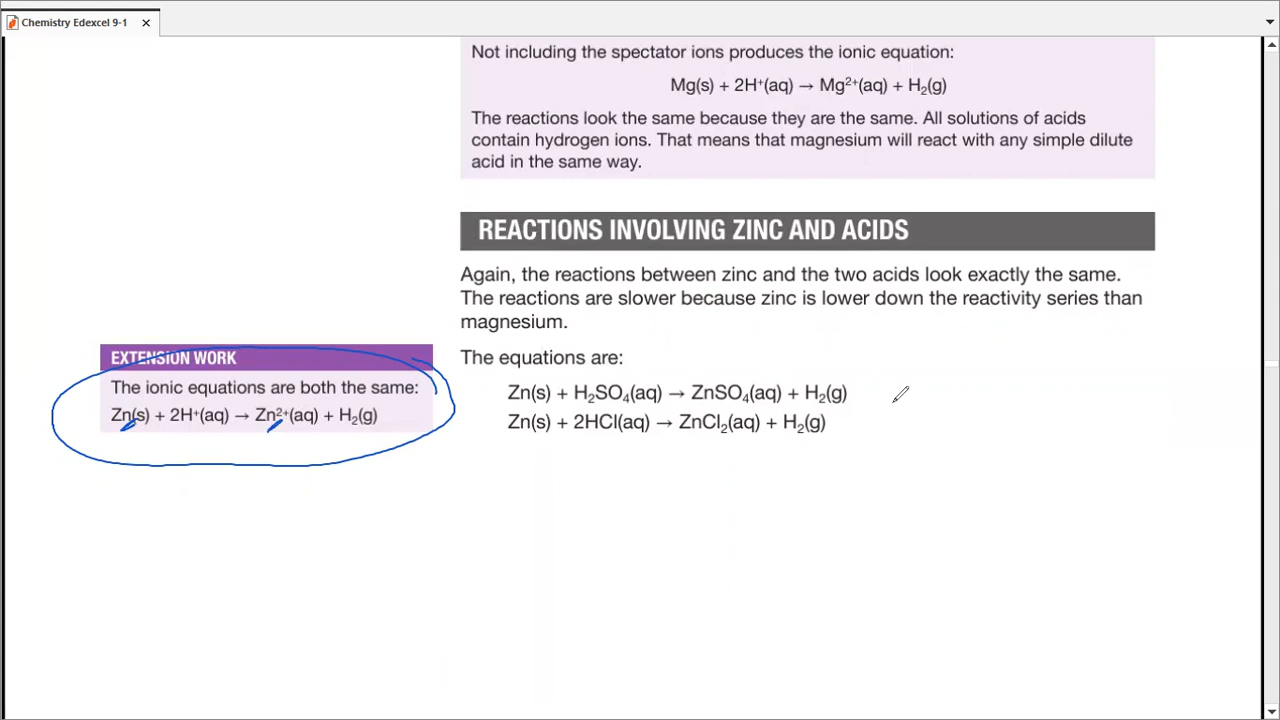 Chemistry Edexcel 9-1
Not including the spectator ions produces the ionic equation:
Mg(s) + 2H⁺(aq) → Mg²⁺(aq) + H₂(g)
The reactions look the same because they are the same. All solutions of acids
contain hydrogen ions. That means that magnesium will react with any simple dilute
acid in the same way.
REACTIONS INVOLVING ZINC AND ACIDS
Again, the reactions between zinc and the two acids look exactly the same.
The reactions are slower because zinc is lower down the reactivity series than
magnesium.
The equations are:
Zn(s) + H₂SO₄(aq) → ZnSO₄(aq) + H₂(g)
Zn(s) + 2HCl(aq) → ZnCl₂(aq) + H₂(g)
EXTENSION WORK
The ionic equations are both the same:
Zn(s) + 2H⁺(aq) → Zn²⁺(aq) + H₂(g)